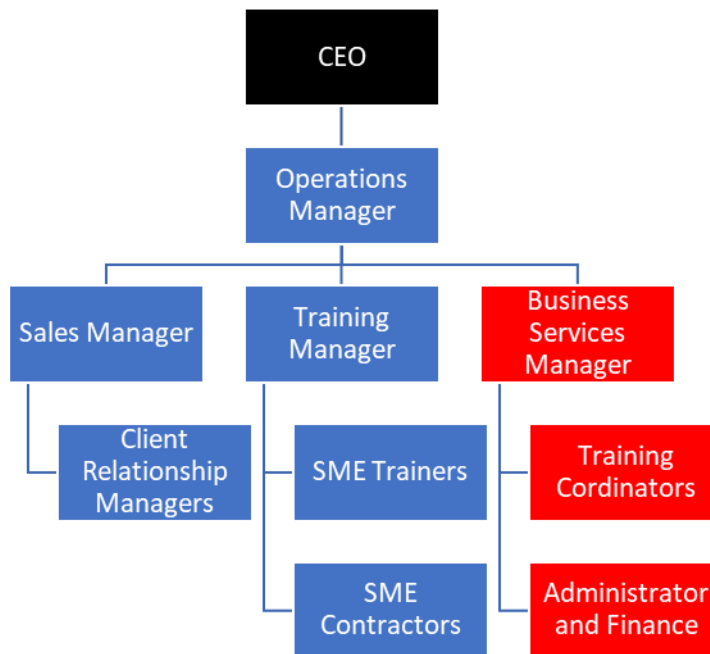 CEO
Operations
Manager
Sales Manager
Training
Manager
Business
Services
Manager
Client
Relationship
Managers
SME Trainers
Training
Cordinators
SME
Contractors
Administrator
and Finance